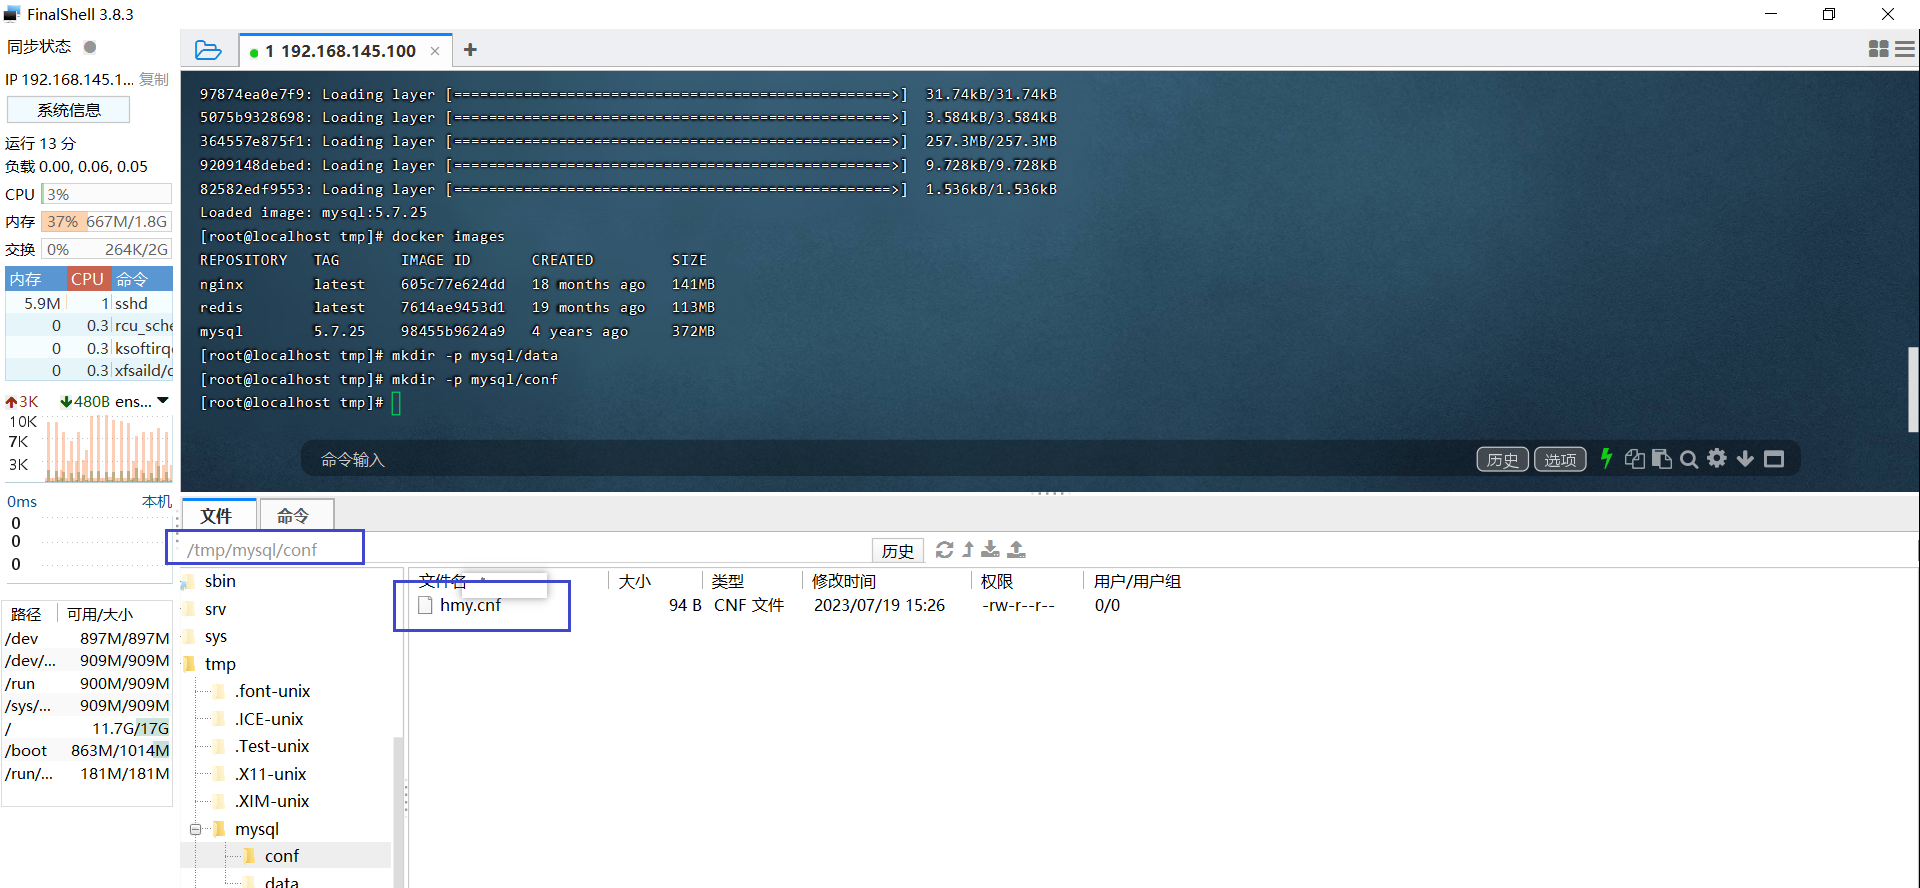 FinalShell 3.8.3
同步状态
IP 192.168.145.1... 复制
系统信息
运行 13 分
负载 0.00, 0.06, 0.05
CPU 3%
内存 37% 667M/1.8G
交换 0% 264K/2G
内存 CPU 命令
5.9M 1 sshd
0 0.3 rcu_sche
0 0.3 ksoftirq
0 0.3 xfsaild/d
3K 480B ens...
10K
7K
3K
0ms 本机
0
0
0
路径 可用/大小
/dev 897M/897M
/dev/... 909M/909M
/run 900M/909M
/sys/... 909M/909M
/ 11.7G/17G
/boot 863M/1014M
/run/... 181M/181M
1 192.168.145.100 × +
97874ea0e7f9: Loading layer [==================================================>]  31.74kB/31.74kB
5075b9328698: Loading layer [==================================================>]  3.584kB/3.584kB
364557e875f1: Loading layer [==================================================>]  257.3MB/257.3MB
9209148debed: Loading layer [==================================================>]  9.728kB/9.728kB
82582edf9553: Loading layer [==================================================>]  1.536kB/1.536kB
Loaded image: mysql:5.7.25
[root@localhost tmp]# docker images
REPOSITORY   TAG       IMAGE ID       CREATED         SIZE
nginx        latest    605c77e624dd   18 months ago   141MB
redis        latest    7614ae9453d1   19 months ago   113MB
mysql        5.7.25    98455b9624a9   4 years ago     372MB
[root@localhost tmp]# mkdir -p mysql/data
[root@localhost tmp]# mkdir -p mysql/conf
[root@localhost tmp]#
命令输入 历史 选项
文件 命令
/tmp/mysql/conf 历史
sbin
srv
sys
tmp
.font-unix
.ICE-unix
.Test-unix
.X11-unix
.XIM-unix
mysql
conf
data
文件名 大小 类型 修改时间 权限 用户/用户组
hmy.cnf 94 B CNF 文件 2023/07/19 15:26 -rw-r--r-- 0/0